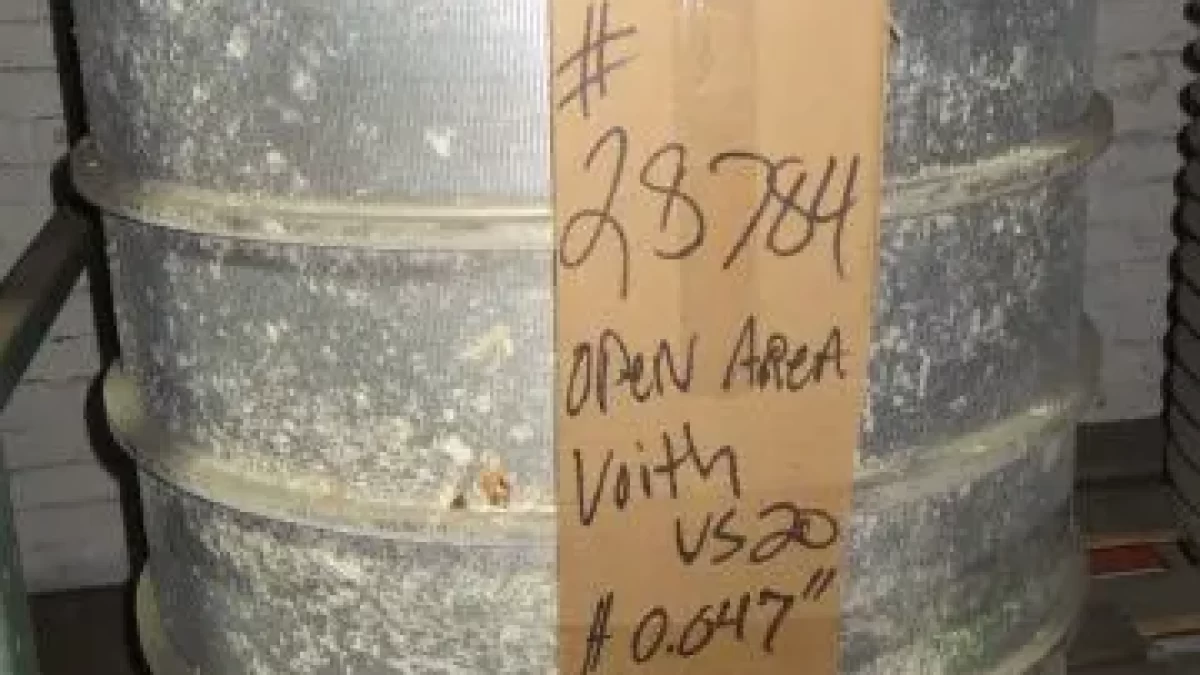 #
28784
OPEN AREA
Voith
VS20
# 0.047"